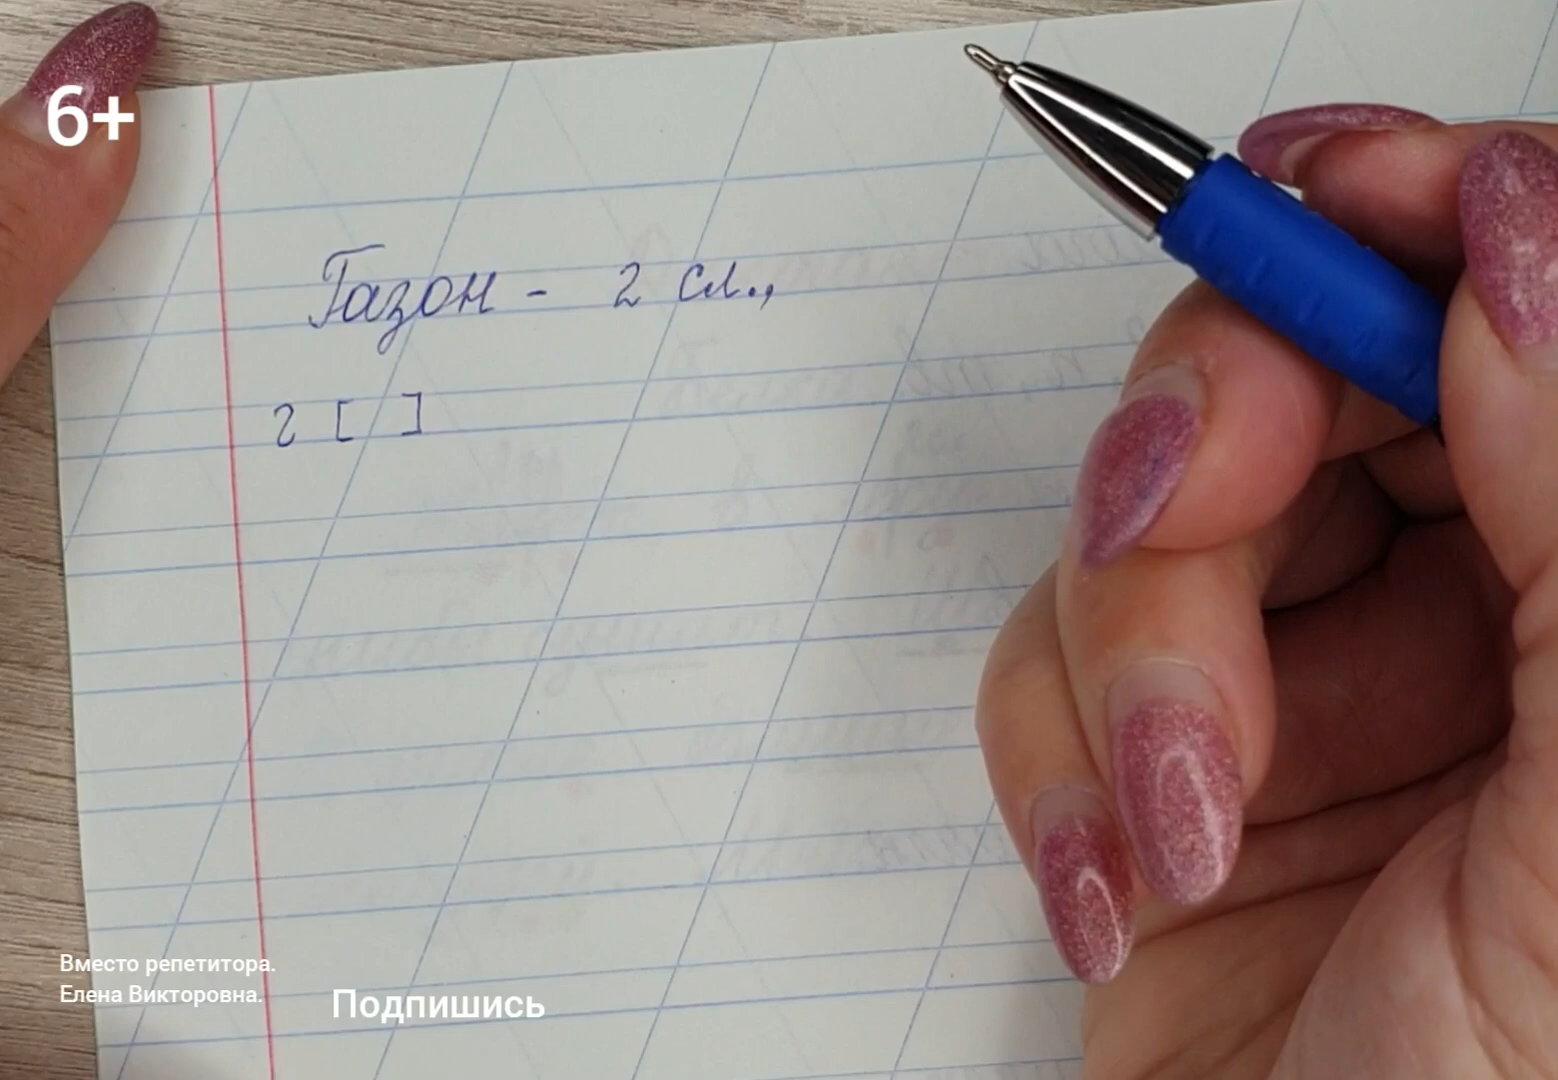 6+
Газон - 2 сл.,
г [ ]
Вместо репетитора.
Елена Викторовна.
Подпишись